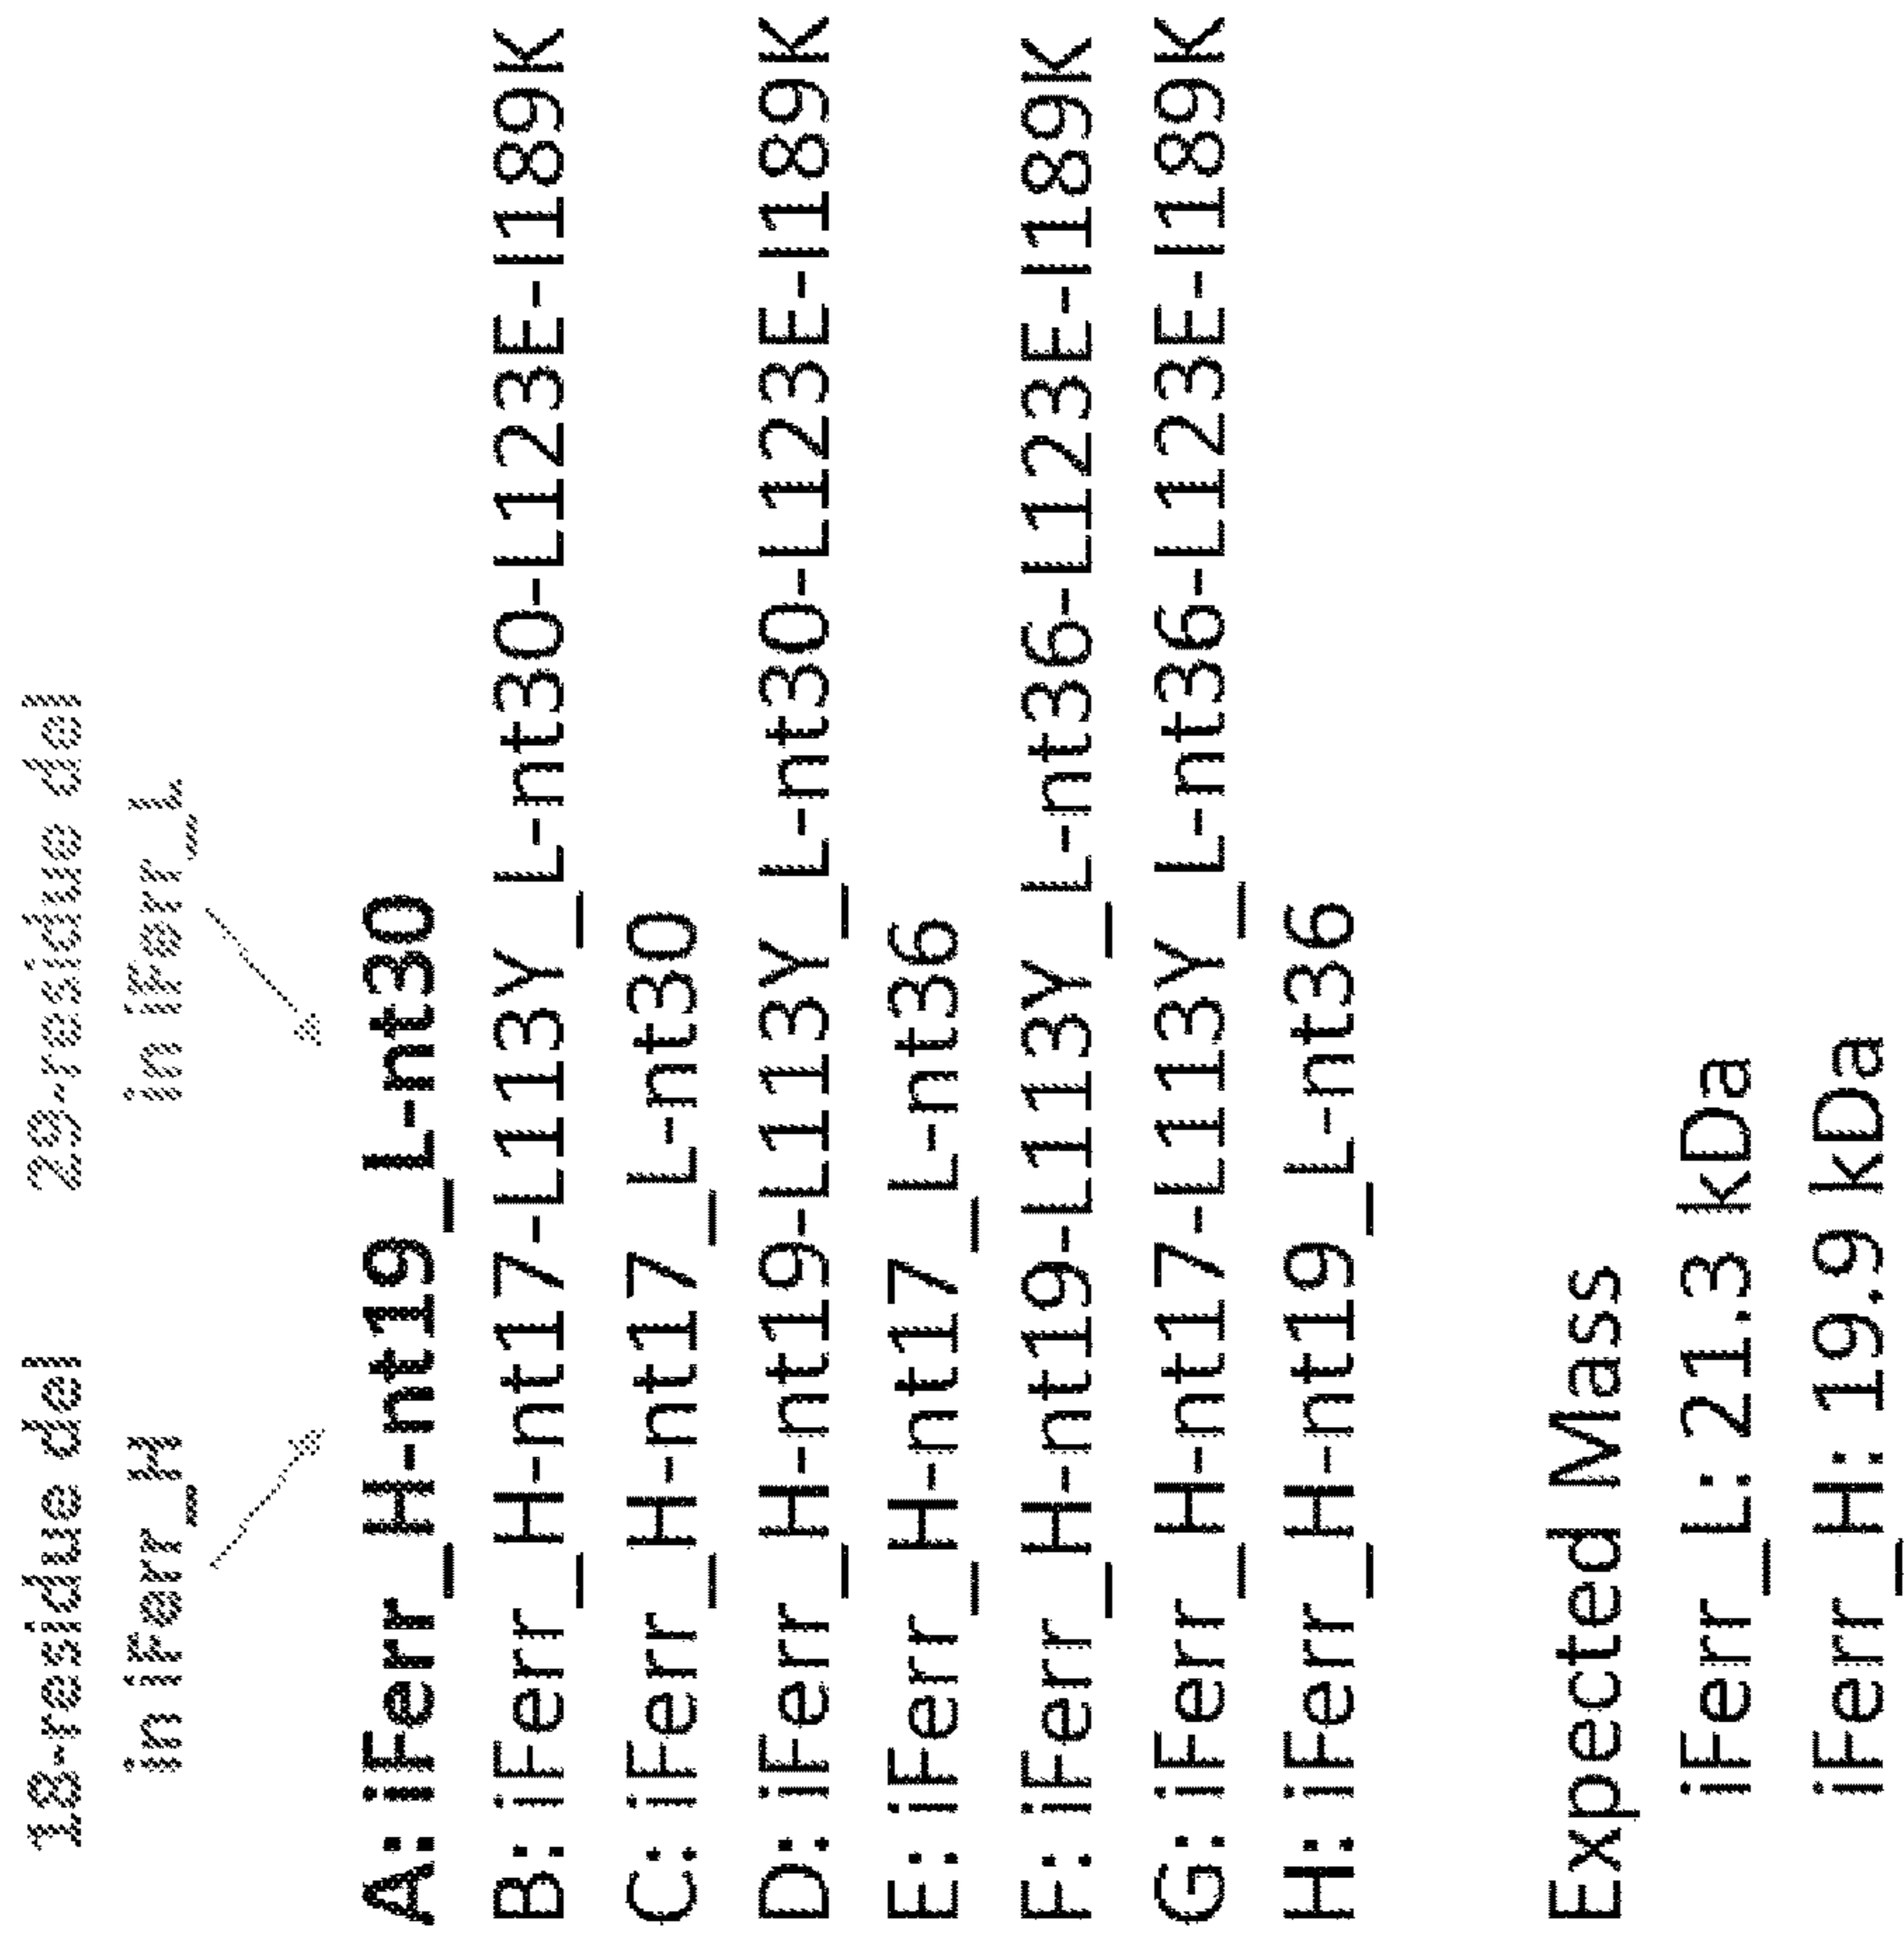 18-residue del
in iFerr_H
29-residue del
in iFerr_L
A: iFerr_H-nt19_L-nt30
B: iFerr_H-nt17-L113Y_L-nt30-L123E-I189K
C: iFerr_H-nt17_L-nt30
D: iFerr_H-nt19-L113Y_L-nt30-L123E-I189K
E: iFerr_H-nt17_L-nt36
F: iFerr_H-nt19-L113Y_L-nt36-L123E-I189K
G: iFerr_H-nt17-L113Y_L-nt36-L123E-I189K
H: iFerr_H-nt19_L-nt36
Expected Mass
iFerr_L: 21.3 kDa
iFerr_H: 19.9 kDa